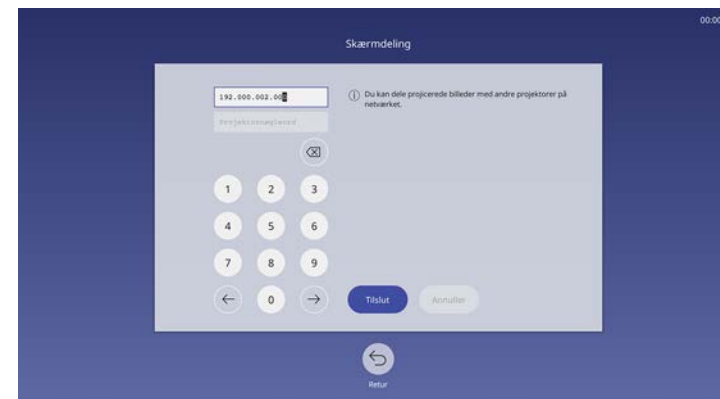 00:00
Skærmdeling
192.000.002.00
Du kan dele projicerede billeder med andre projektorer på
netværket.
Projektornøgleord
1 2 3
4 5 6
7 8 9
← 0 →
Tilslut Annuller
Retur